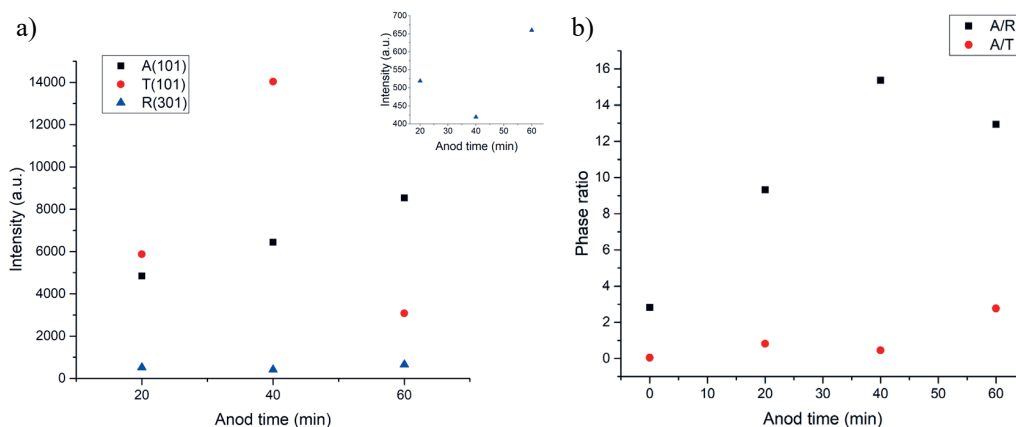 a)
A(101)
T(101)
R(301)
Intensity (a.u.)
14000
12000
10000
8000
6000
4000
2000
0
20 40 60
Anod time (min)
Intensity (a.u.)
700
650
600
550
500
450
400
20 30 40 50 60
Anod time (min)
b)
A/R
A/T
Phase ratio
16
14
12
10
8
6
4
2
0
0 10 20 30 40 50 60
Anod time (min)